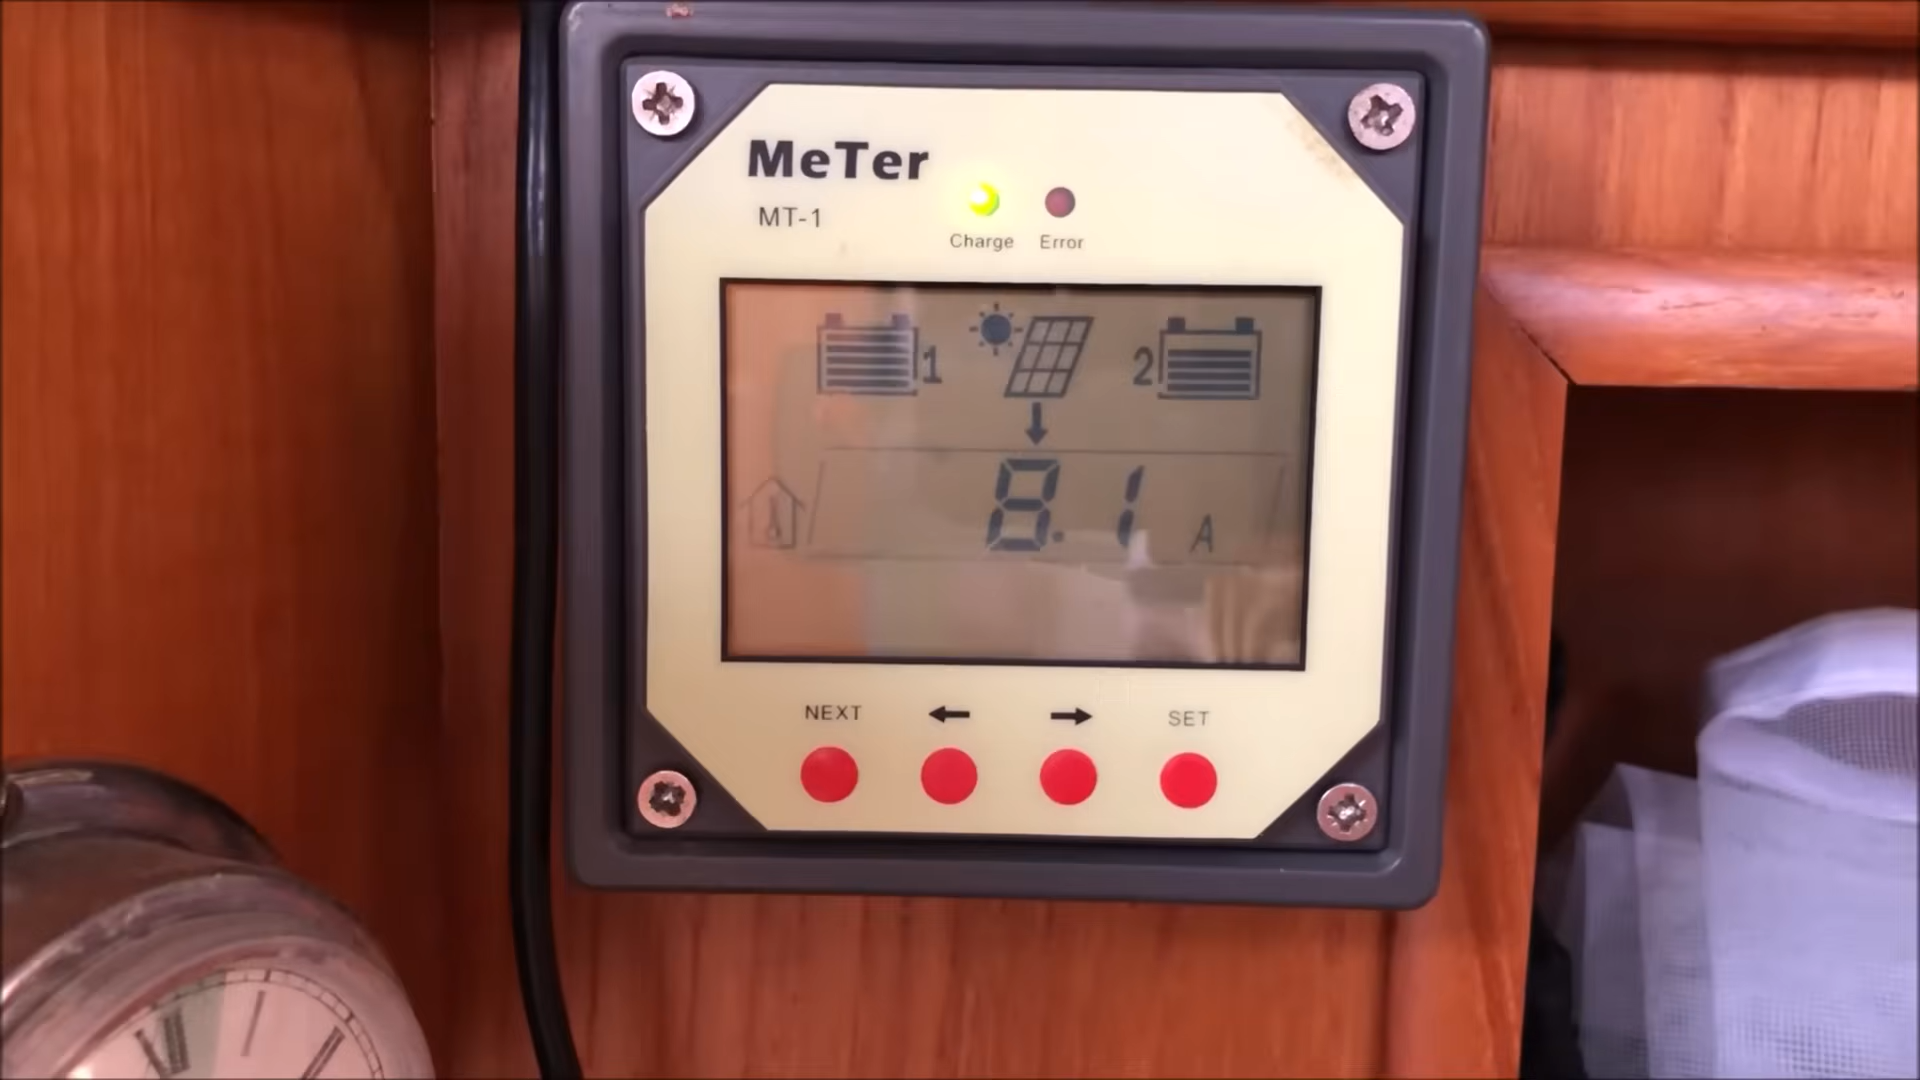 MeTer
MT-1
Charge Error
1 2
8.1 A
NEXT ← → SET
V I